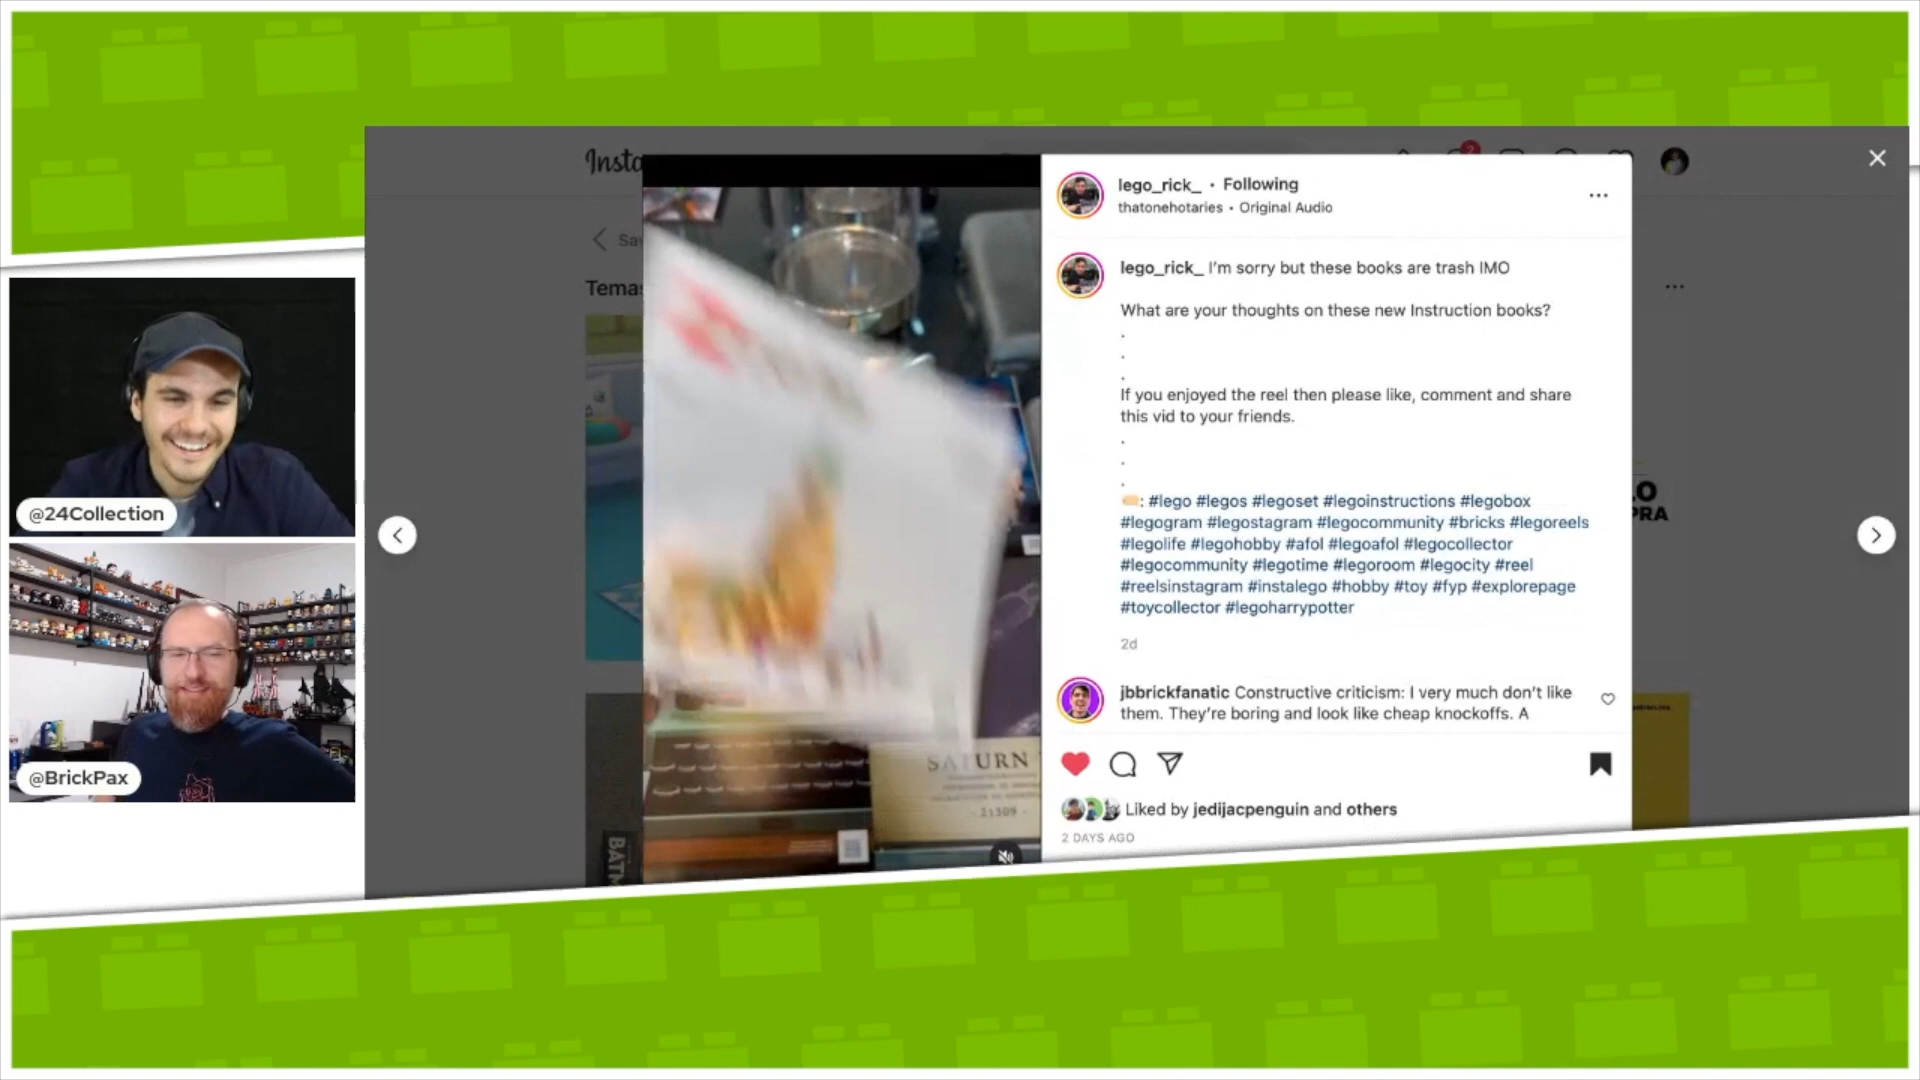 Insta
2
Temas
SATURN
21309
BATM
@24Collection
@BrickPax
lego_rick_ • Following
thatonehotaries • Original Audio
lego_rick_ I'm sorry but these books are trash IMO
What are your thoughts on these new Instruction books?
.
.
.
If you enjoyed the reel then please like, comment and share
this vid to your friends.
.
.
.
: #lego #legos #legoset #legoinstructions #legobox
#legogram #legostagram #legocommunity #bricks #legoreels
#legolife #legohobby #afol #legoafol #legocollector
#legocommunity #legotime #legoroom #legocity #reel
#reelsinstagram #instalego #hobby #toy #fyp #explorepage
#toycollector #legoharrypotter
2d
jbbrickfanatic Constructive criticism: I very much don't like
them. They're boring and look like cheap knockoffs. A
Liked by jedijacpenguin and others
2 DAYS AGO